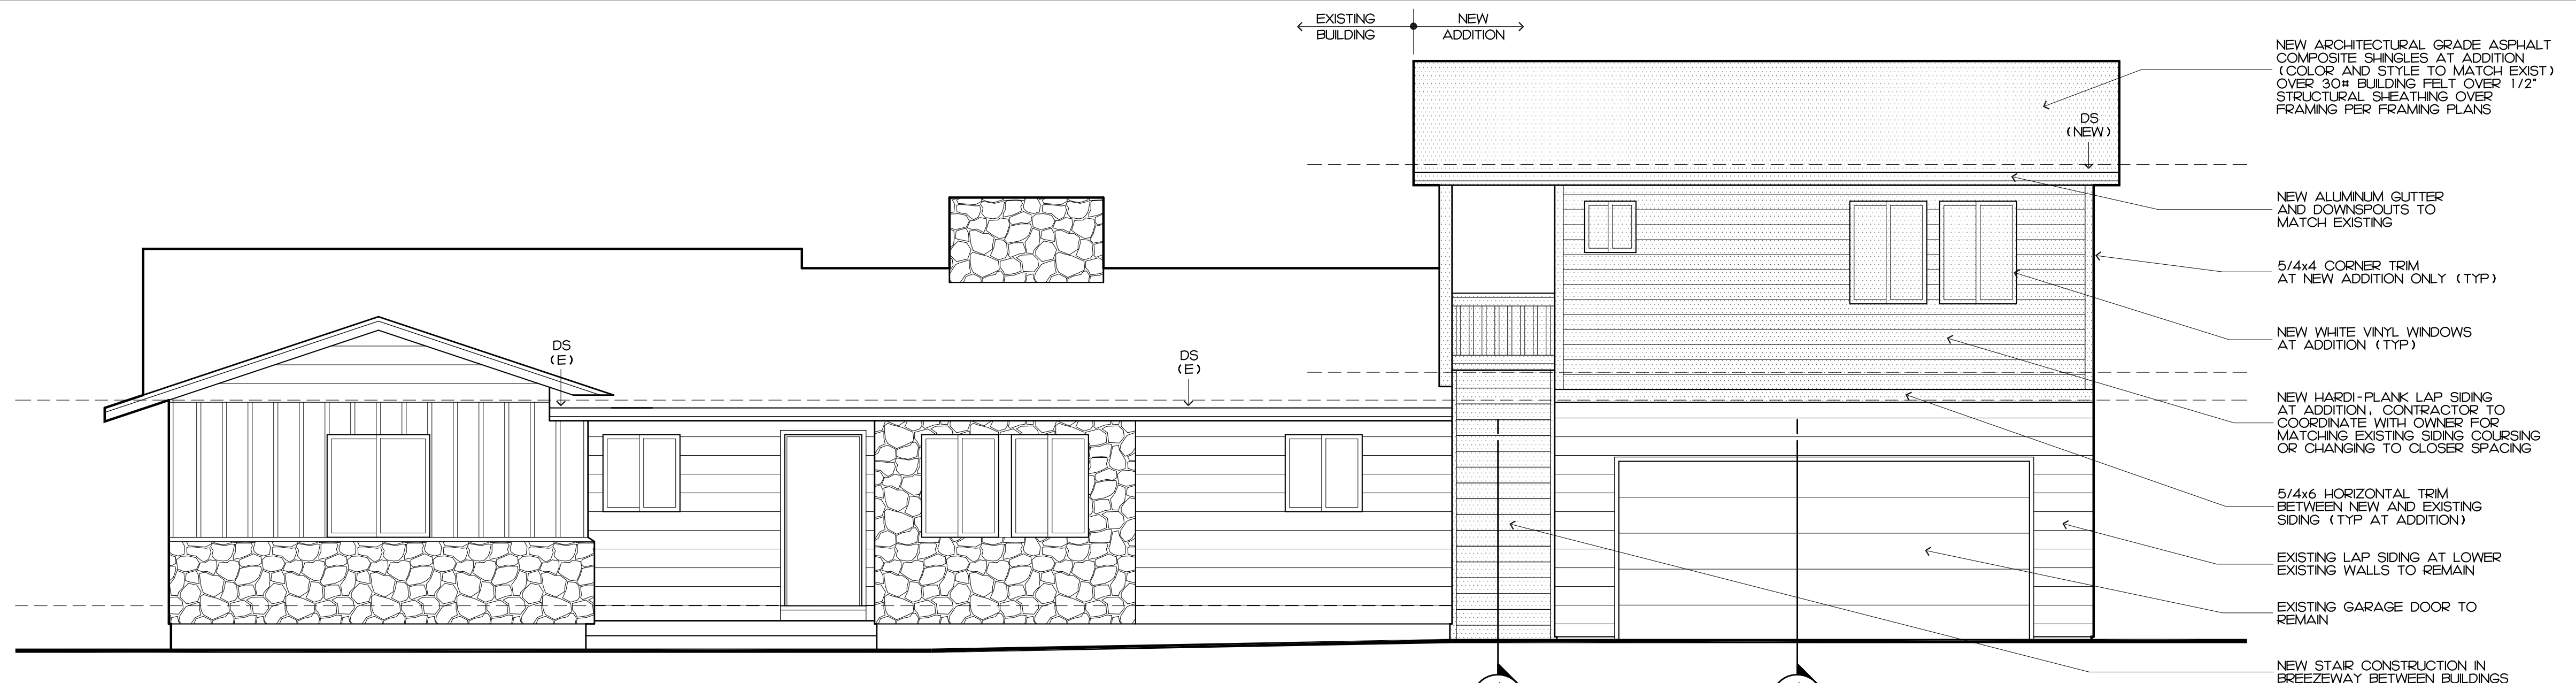 EXISTING
BUILDING
NEW
ADDITION
NEW ARCHITECTURAL GRADE ASPHALT
COMPOSITE SHINGLES AT ADDITION
(COLOR AND STYLE TO MATCH EXIST)
OVER 30# BUILDING FELT OVER 1/2"
STRUCTURAL SHEATHING OVER
FRAMING PER FRAMING PLANS
DS
(NEW)
NEW ALUMINUM GUTTER
AND DOWNSPOUTS TO
MATCH EXISTING
5/4x4 CORNER TRIM
AT NEW ADDITION ONLY (TYP)
NEW WHITE VINYL WINDOWS
AT ADDITION (TYP)
DS
(E)
DS
(E)
NEW HARDI-PLANK LAP SIDING
AT ADDITION, CONTRACTOR TO
COORDINATE WITH OWNER FOR
MATCHING EXISTING SIDING COURSING
OR CHANGING TO CLOSER SPACING
5/4x6 HORIZONTAL TRIM
BETWEEN NEW AND EXISTING
SIDING (TYP AT ADDITION)
EXISTING LAP SIDING AT LOWER
EXISTING WALLS TO REMAIN
EXISTING GARAGE DOOR TO
REMAIN
NEW STAIR CONSTRUCTION IN
BREEZEWAY BETWEEN BUILDINGS